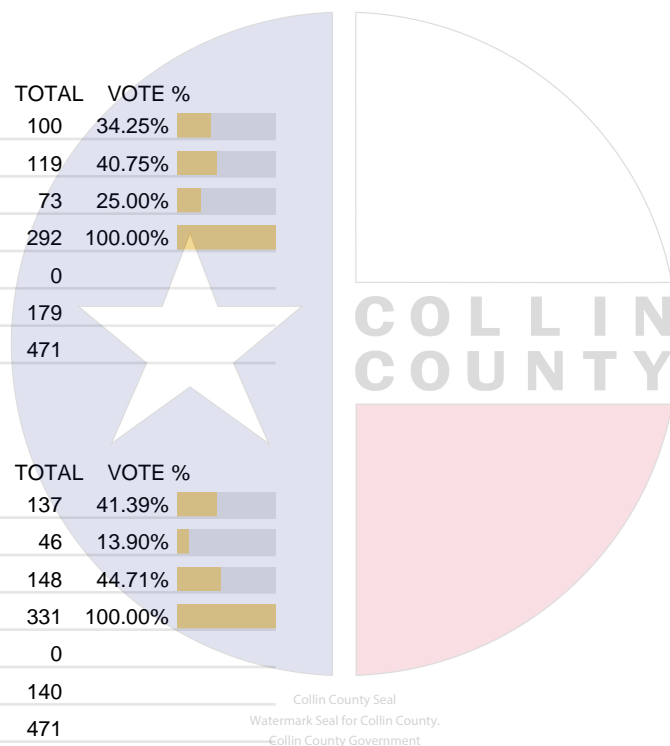 TOTAL VOTE %
100 34.25%
119 40.75%
73 25.00%
292 100.00%
0
179
471
COLLIN
COUNTY
TOTAL VOTE %
137 41.39%
46 13.90%
148 44.71%
331 100.00%
0
140
471
Collin County Seal
Watermark Seal for Collin County.
Collin County Government